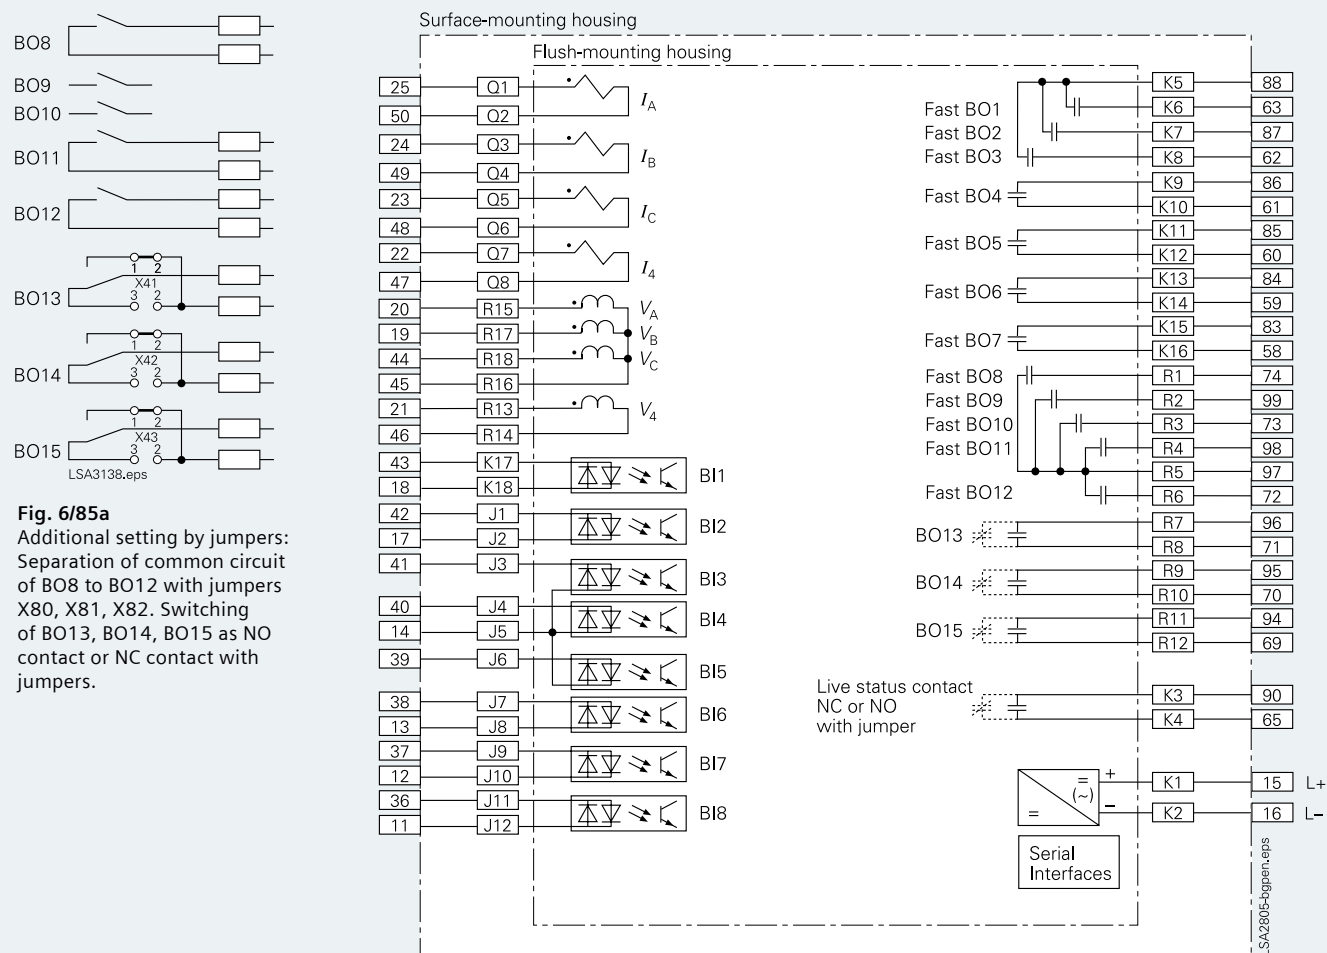 BO8
BO9
BO10
BO11
BO12
BO13
1 2
X41
3 2
BO14
1 2
X42
3 2
BO15
1 2
X43
3 2
LSA3138.eps
Fig. 6/85a
Additional setting by jumpers:
Separation of common circuit
of BO8 to BO12 with jumpers
X80, X81, X82. Switching
of BO13, BO14, BO15 as NO
contact or NC contact with
jumpers.
Surface-mounting housing
Flush-mounting housing
25 Q1
50 Q2
IA
24 Q3
49 Q4
IB
23 Q5
48 Q6
IC
22 Q7
47 Q8
I4
20 R15 VA
19 R17 VB
44 R18 VC
45 R16
21 R13 V4
46 R14
43 K17
18 K18
BI1
42 J1
17 J2
BI2
41 J3
BI3
40 J4
14 J5
BI4
39 J6
BI5
38 J7
13 J8
BI6
37 J9
12 J10
BI7
36 J11
11 J12
BI8
K5 88
Fast BO1 K6 63
Fast BO2 K7 87
Fast BO3 K8 62
Fast BO4
K9 86
K10 61
Fast BO5
K11 85
K12 60
Fast BO6
K13 84
K14 59
Fast BO7
K15 83
K16 58
Fast BO8 R1 74
Fast BO9 R2 99
Fast BO10 R3 73
Fast BO11 R4 98
R5 97
Fast BO12 R6 72
BO13
R7 96
R8 71
BO14
R9 95
R10 70
BO15
R11 94
R12 69
Live status contact
NC or NO
with jumper
K3 90
K4 65
= (~) =
+ K1 15 L+
− K2 16 L−
Serial
Interfaces
LSA2805-bgpen.eps